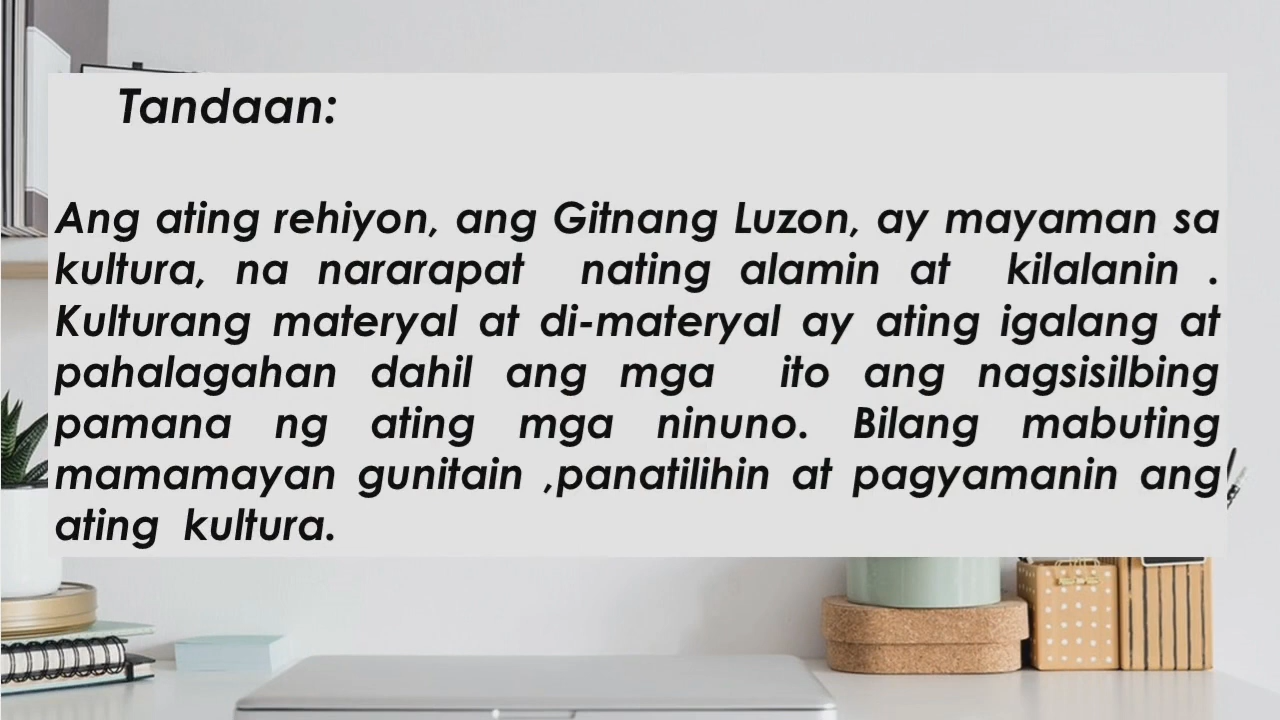 Tandaan:
Ang ating rehiyon, ang Gitnang Luzon, ay mayaman sa
kultura, na nararapat nating alamin at kilalanin .
Kulturang materyal at di-materyal ay ating igalang at
pahalagahan dahil ang mga ito ang nagsisilbing
pamana ng ating mga ninuno. Bilang mabuting
mamamayan gunitain ,panatilihin at pagyamanin ang
ating kultura.